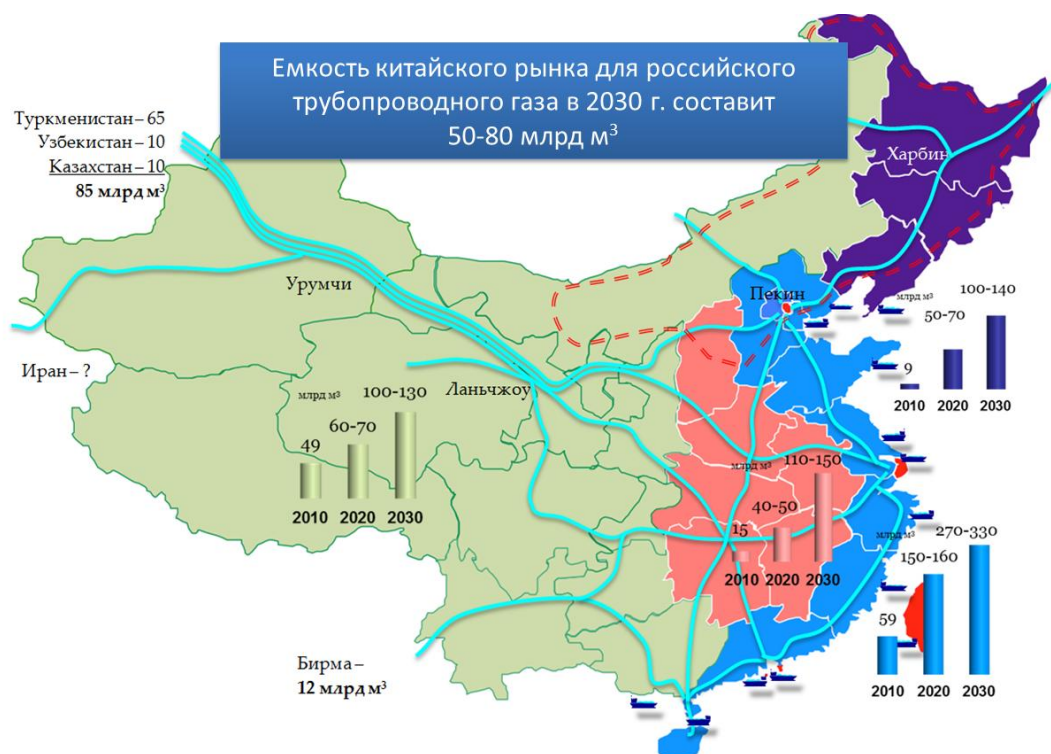 Емкость китайского рынка для российского
трубопроводного газа в 2030 г. составит
50-80 млрд м³
Туркменистан – 65
Узбекистан – 10
Казахстан – 10
85 млрд м³
Харбин
Урумчи
Пекин
Иран – ?
Ланьчжоу
млрд м³
100-140
50-70
9
2010 2020 2030
млрд м³
100-130
60-70
49
2010 2020 2030
млрд м³
110-150
40-50
15
2010 2020 2030
млрд м³
270-330
150-160
59
2010 2020 2030
Бирма –
12 млрд м³